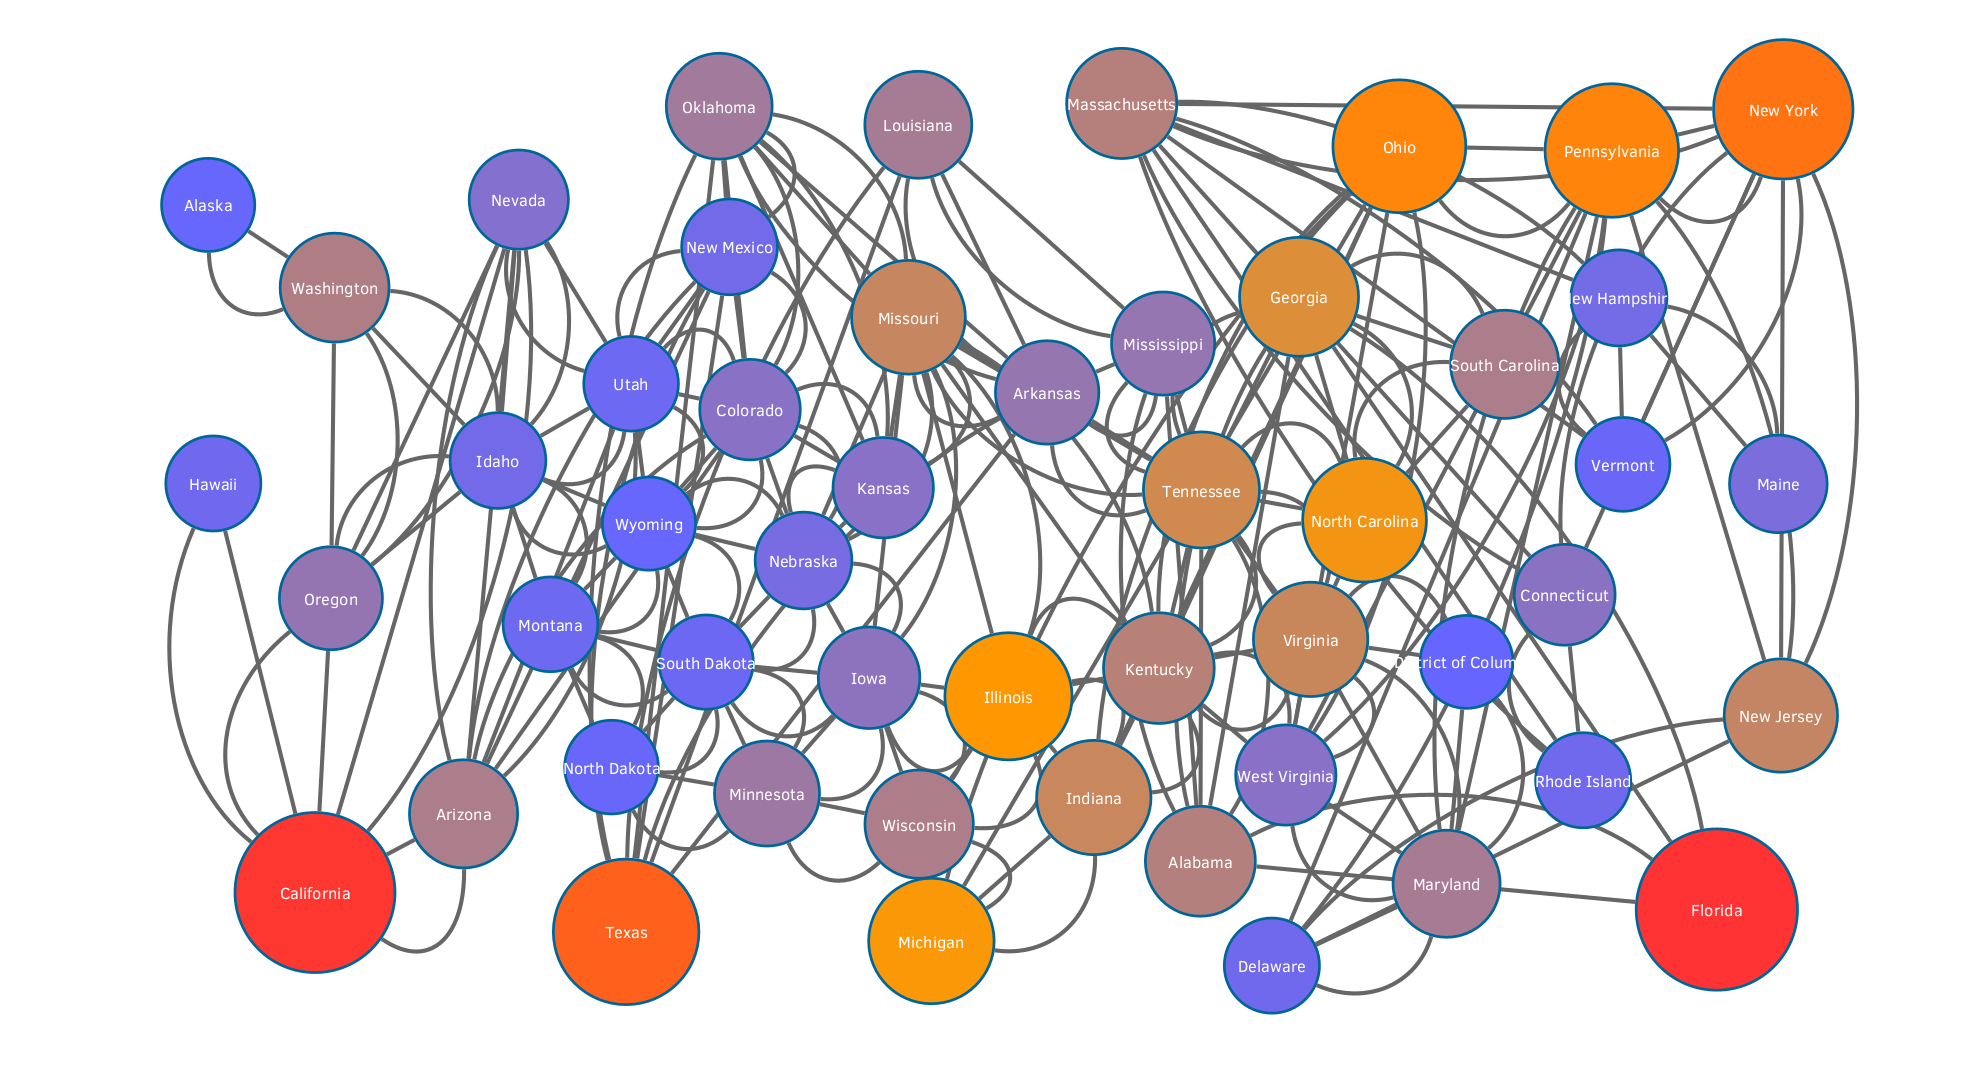 Oklahoma
Louisiana
Massachusetts
Ohio
Pennsylvania
New York
Alaska
Nevada
Washington
New Mexico
Missouri
Mississippi
Georgia
ew Hampshir
South Carolina
Utah
Colorado
Arkansas
Hawaii
Idaho
Kansas
Tennessee
Vermont
Maine
Wyoming
Nebraska
North Carolina
Oregon
Montana
South Dakota
Iowa
Illinois
Kentucky
Virginia
trict of Colum
Connecticut
New Jersey
North Dakota
Minnesota
Wisconsin
Indiana
West Virginia
Rhode Island
Arizona
California
Texas
Michigan
Alabama
Maryland
Delaware
Florida